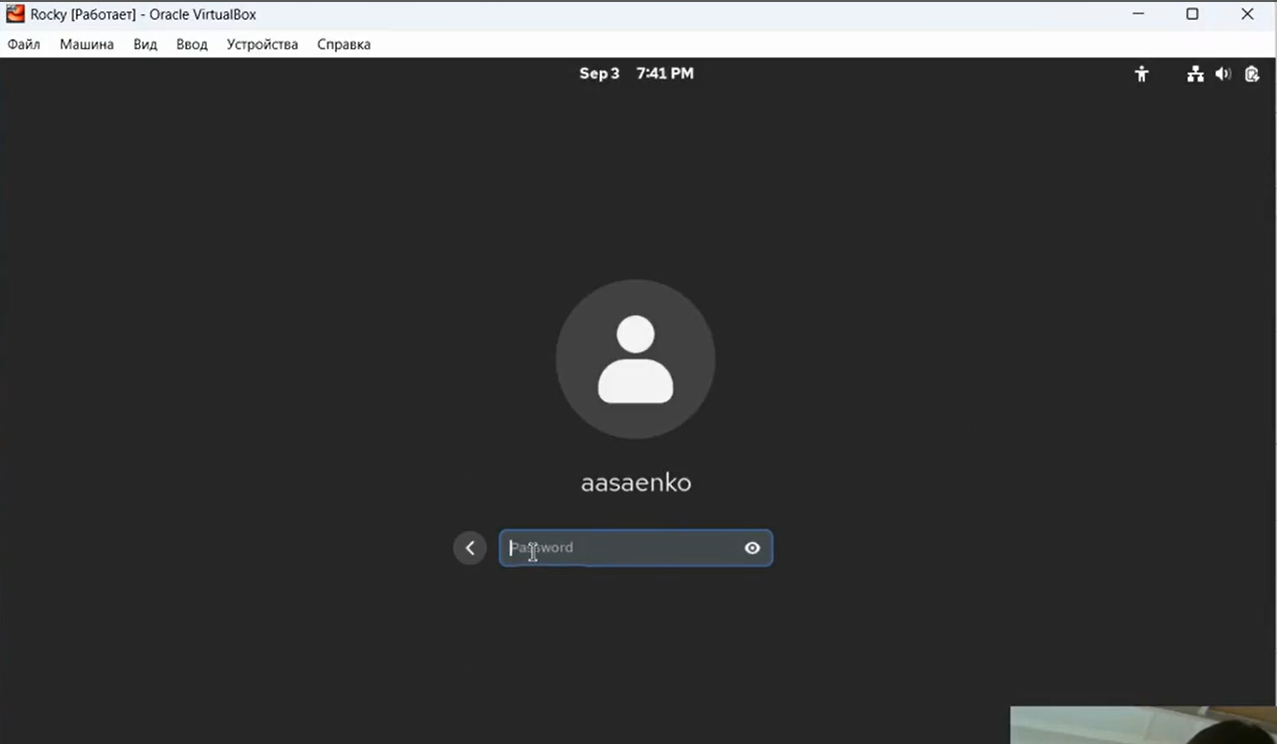 Rocky [Работает] - Oracle VirtualBox
Файл Машина Вид Ввод Устройства Справка
Sep 3 7:41 PM
aasaenko
Password